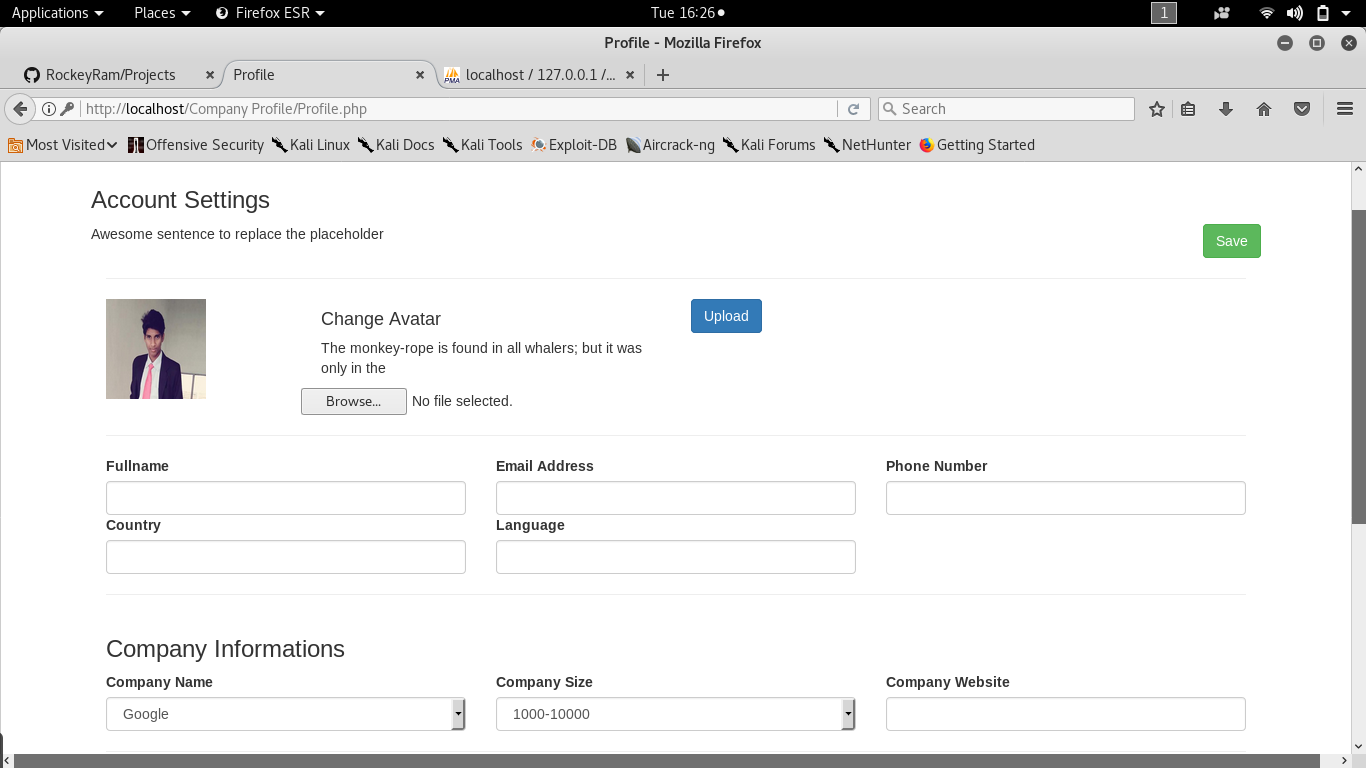 Applications Places Firefox ESR Tue 16:26 1
Profile - Mozilla Firefox
RockeyRam/Projects Profile PMA localhost / 127.0.0.1 /...
http://localhost/Company Profile/Profile.php Search
Most Visited Offensive Security Kali Linux Kali Docs Kali Tools Exploit-DB Aircrack-ng Kali Forums NetHunter Getting Started
Account Settings
Awesome sentence to replace the placeholder
Save
Change Avatar
Upload
The monkey-rope is found in all whalers; but it was
only in the
Browse... No file selected.
Fullname Email Address Phone Number
Country Language
Company Informations
Company Name Company Size Company Website
Google 1000-10000